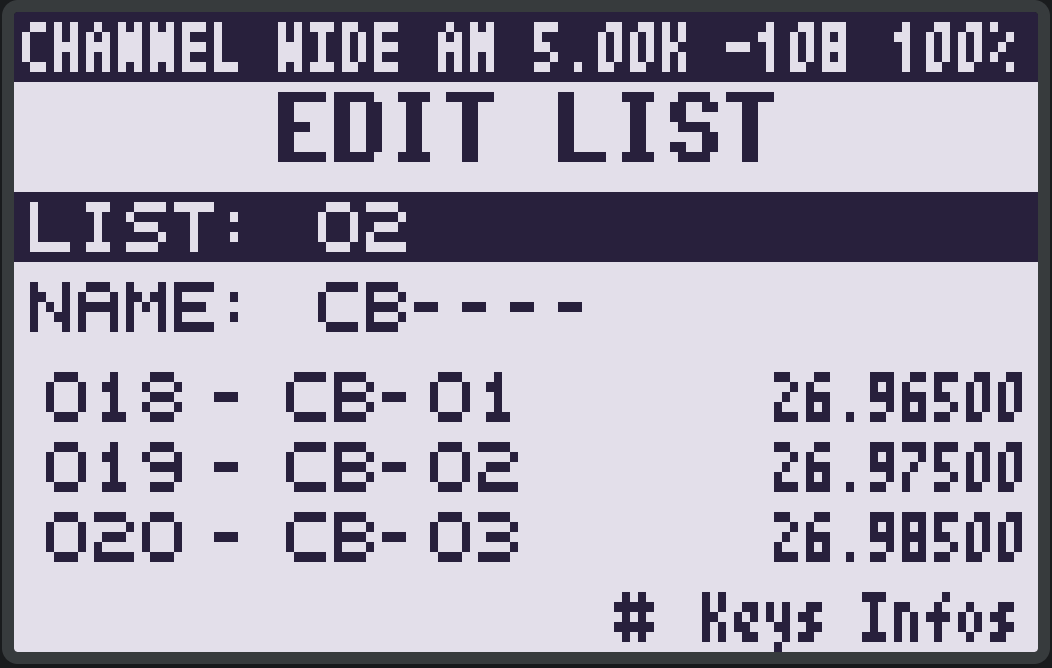 CHANNEL WIDE AM 5.00K -108 100%
EDIT LIST
LIST: 02
NAME: CB----
018 - CB-01 26.96500
019 - CB-02 26.97500
020 - CB-03 26.98500
# Keys Infos